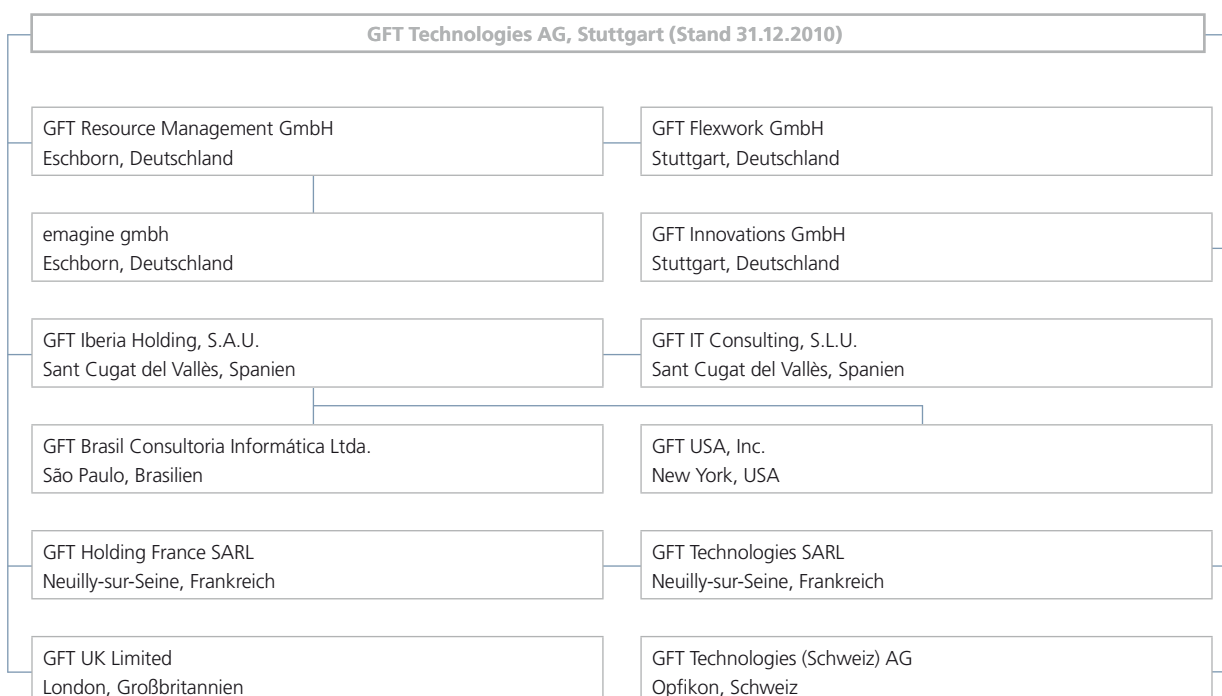 GFT Technologies AG, Stuttgart (Stand 31.12.2010)
GFT Resource Management GmbH
Eschborn, Deutschland
GFT Flexwork GmbH
Stuttgart, Deutschland
emagine gmbh
Eschborn, Deutschland
GFT Innovations GmbH
Stuttgart, Deutschland
GFT Iberia Holding, S.A.U.
Sant Cugat del Vallès, Spanien
GFT IT Consulting, S.L.U.
Sant Cugat del Vallès, Spanien
GFT Brasil Consultoria Informática Ltda.
São Paulo, Brasilien
GFT USA, Inc.
New York, USA
GFT Holding France SARL
Neuilly-sur-Seine, Frankreich
GFT Technologies SARL
Neuilly-sur-Seine, Frankreich
GFT UK Limited
London, Großbritannien
GFT Technologies (Schweiz) AG
Opfikon, Schweiz